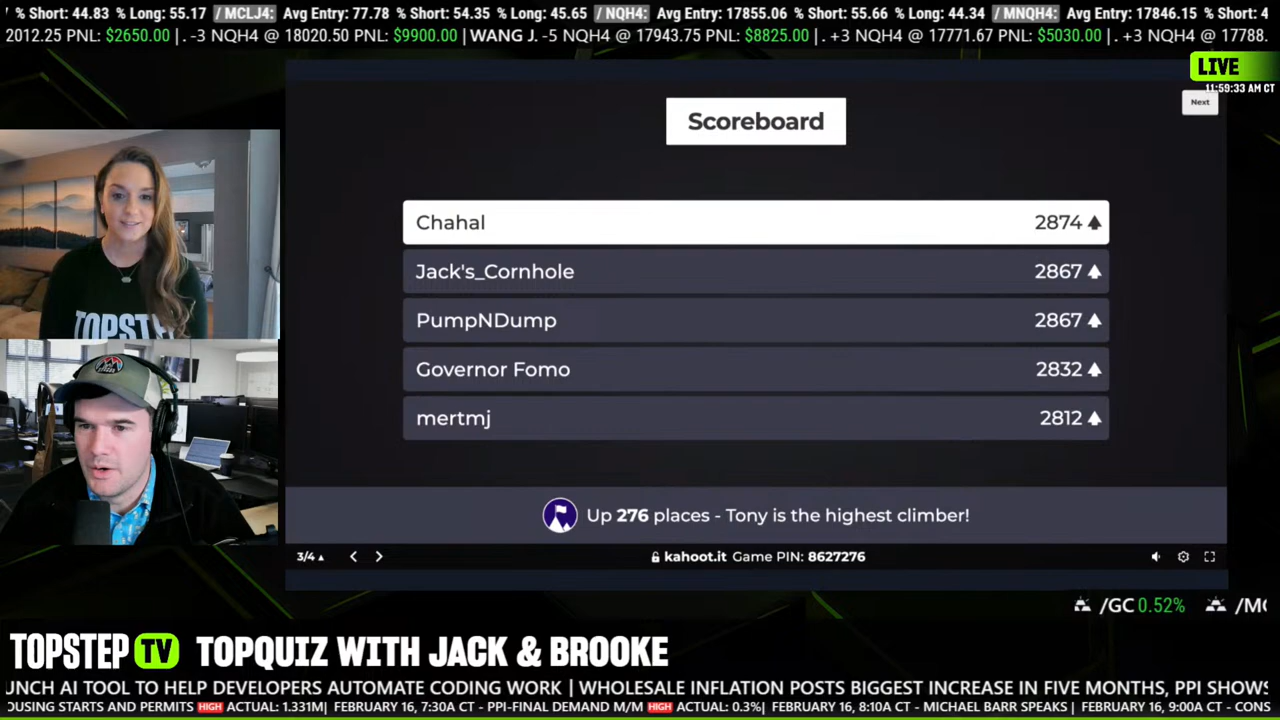 ' % Short: 44.83 % Long: 55.17 / MCLJ4: Avg Entry: 77.78 % Short: 54.35 % Long: 45.65 / NQH4: Avg Entry: 17855.06 % Short: 55.66 % Long: 44.34 / MNQH4: Avg Entry: 17846.15 % Short: 4
2012.25 PNL: $2650.00 | . -3 NQH4 @ 18020.50 PNL: $9900.00 | WANG J. -5 NQH4 @ 17943.75 PNL: $8825.00 | . +3 NQH4 @ 17771.67 PNL: $5030.00 | . +3 NQH4 @ 17788.
LIVE
11:59:33 AM CT
Next
Scoreboard
Chahal 2874
Jack's_Cornhole 2867
PumpNDump 2867
Governor Fomo 2832
mertmj 2812
TOPSTEP
Up 276 places - Tony is the highest climber!
3/4 kahoot.it Game PIN: 8627276
/GC 0.52% /M
TOPSTEP TV TOPQUIZ WITH JACK & BROOKE
UNCH AI TOOL TO HELP DEVELOPERS AUTOMATE CODING WORK | WHOLESALE INFLATION POSTS BIGGEST INCREASE IN FIVE MONTHS, PPI SHOWS
OUSING STARTS AND PERMITS HIGH ACTUAL: 1.331M| FEBRUARY 16, 7:30A CT - PPI-FINAL DEMAND M/M HIGH ACTUAL: 0.3%| FEBRUARY 16, 8:10A CT - MICHAEL BARR SPEAKS | FEBRUARY 16, 9:00A CT - CONS